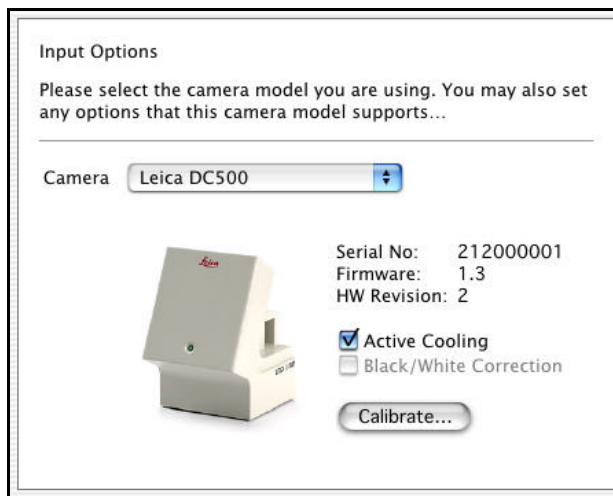 Input Options
Please select the camera model you are using. You may also set
any options that this camera model supports...
Camera Leica DC500
Leica
Serial No: 212000001
Firmware: 1.3
HW Revision: 2
Active Cooling
Black/White Correction
Calibrate...